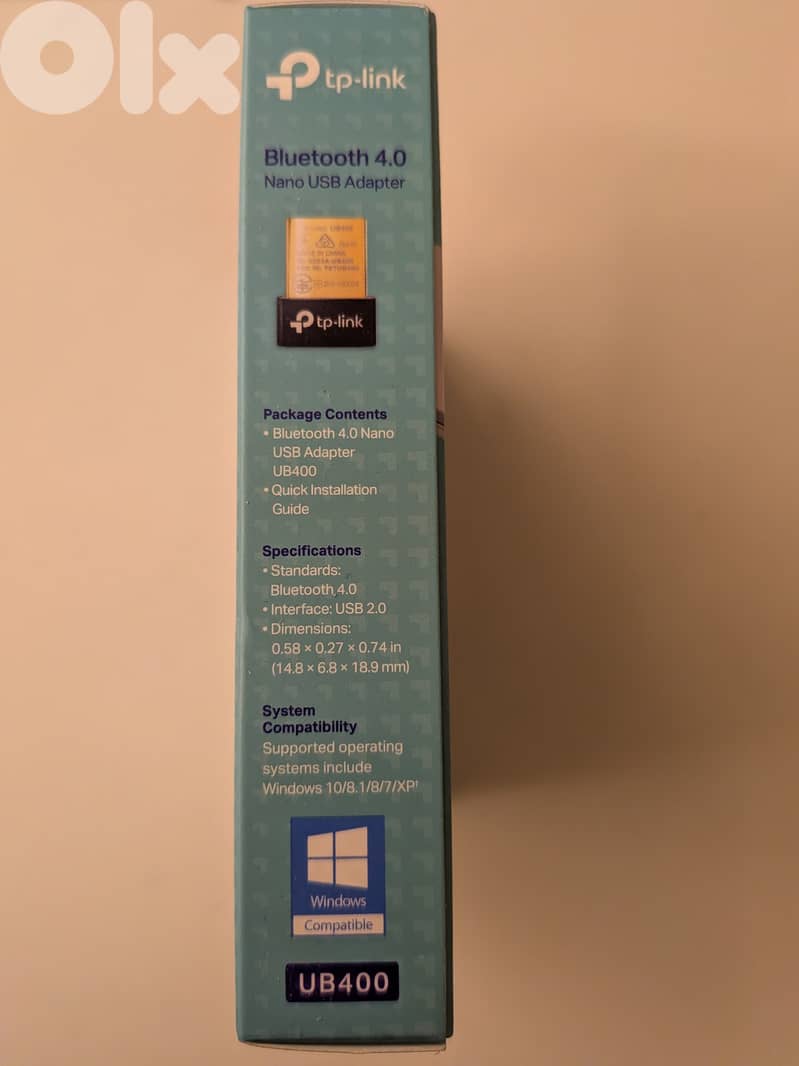 Olx
tp-link
Bluetooth 4.0
Nano USB Adapter
tp-link
Package Contents
• Bluetooth 4.0 Nano
USB Adapter
UB400
• Quick Installation
Guide
Specifications
• Standards:
Bluetooth 4.0
• Interface: USB 2.0
• Dimensions:
0.58 × 0.27 × 0.74 in
(14.8 × 6.8 × 18.9 mm)
System
Compatibility
Supported operating
systems include
Windows 10/8.1/8/7/XP†
Windows
Compatible
UB400